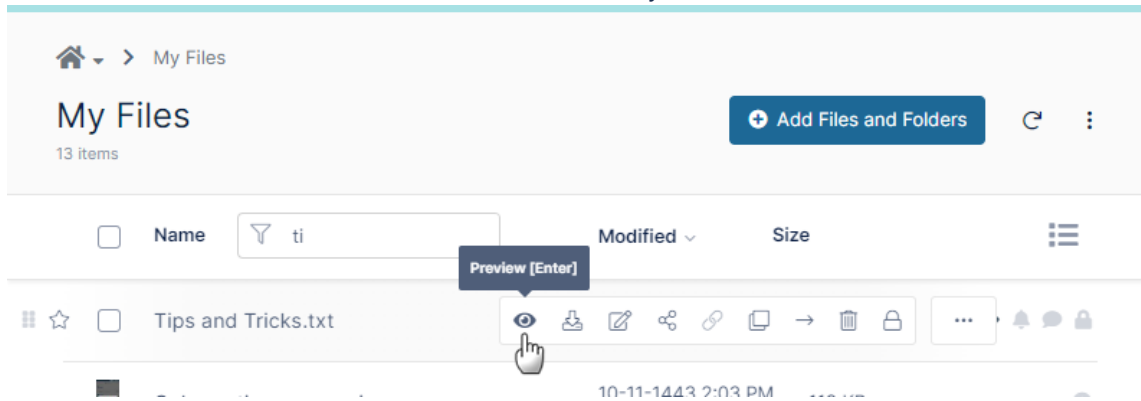 My Files
My Files
Add Files and Folders
13 items
Name
ti
Modified
Size
Preview [Enter]
Tips and Tricks.txt
10-11-1443 2:03 PM